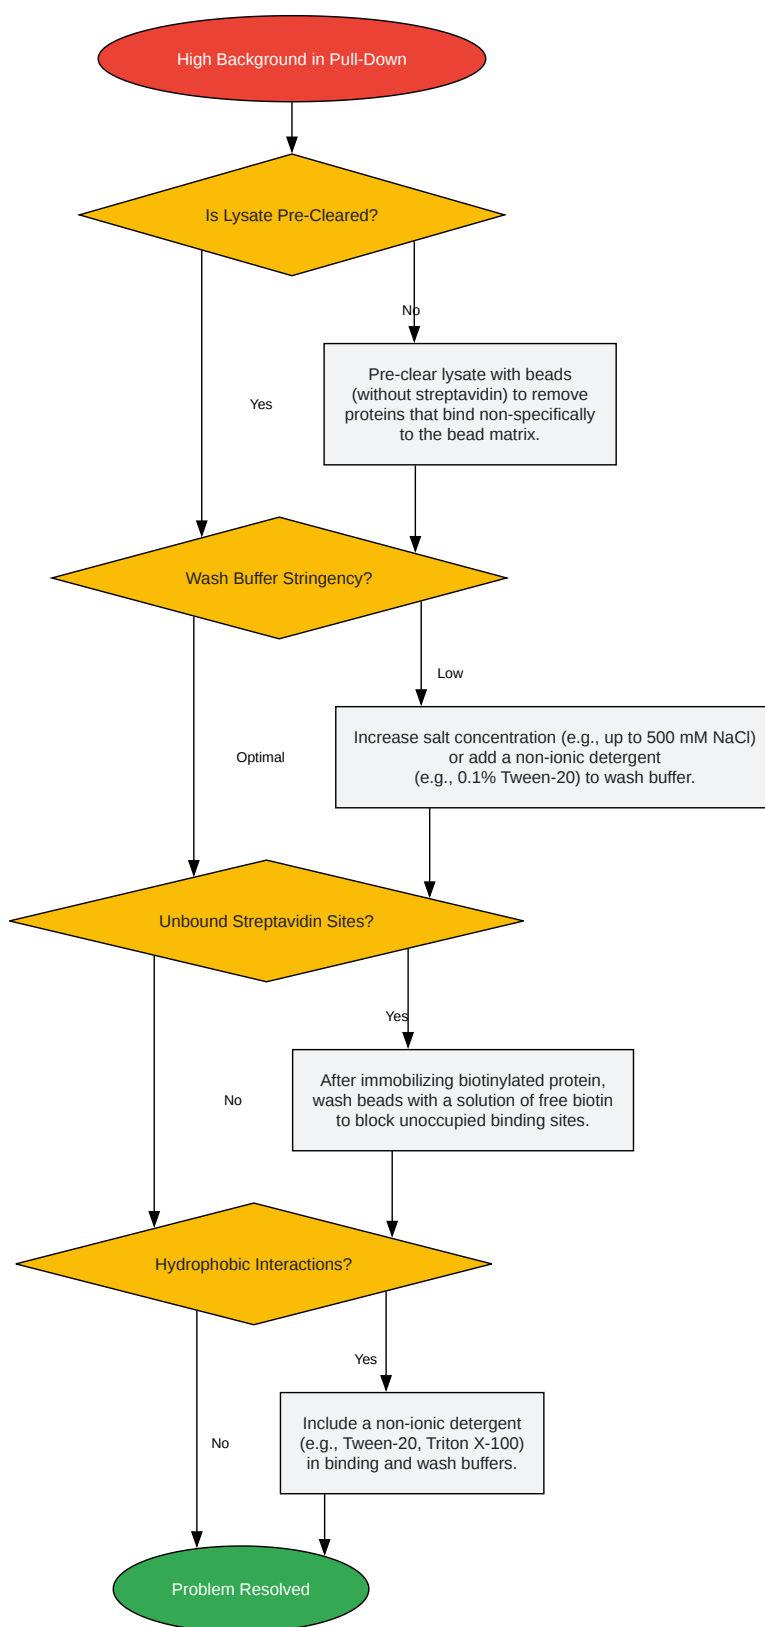 High Background in Pull-Down
Is Lysate Pre-Cleared?
No
Pre-clear lysate with beads
(without streptavidin) to remove
proteins that bind non-specifically
to the bead matrix.
Yes
Wash Buffer Stringency?
Low
Increase salt concentration (e.g., up to 500 mM NaCl)
or add a non-ionic detergent
(e.g., 0.1% Tween-20) to wash buffer.
Optimal
Unbound Streptavidin Sites?
Yes
After immobilizing biotinylated protein,
wash beads with a solution of free biotin
to block unoccupied binding sites.
No
Hydrophobic Interactions?
Yes
Include a non-ionic detergent
(e.g., Tween-20, Triton X-100)
in binding and wash buffers.
No
Problem Resolved